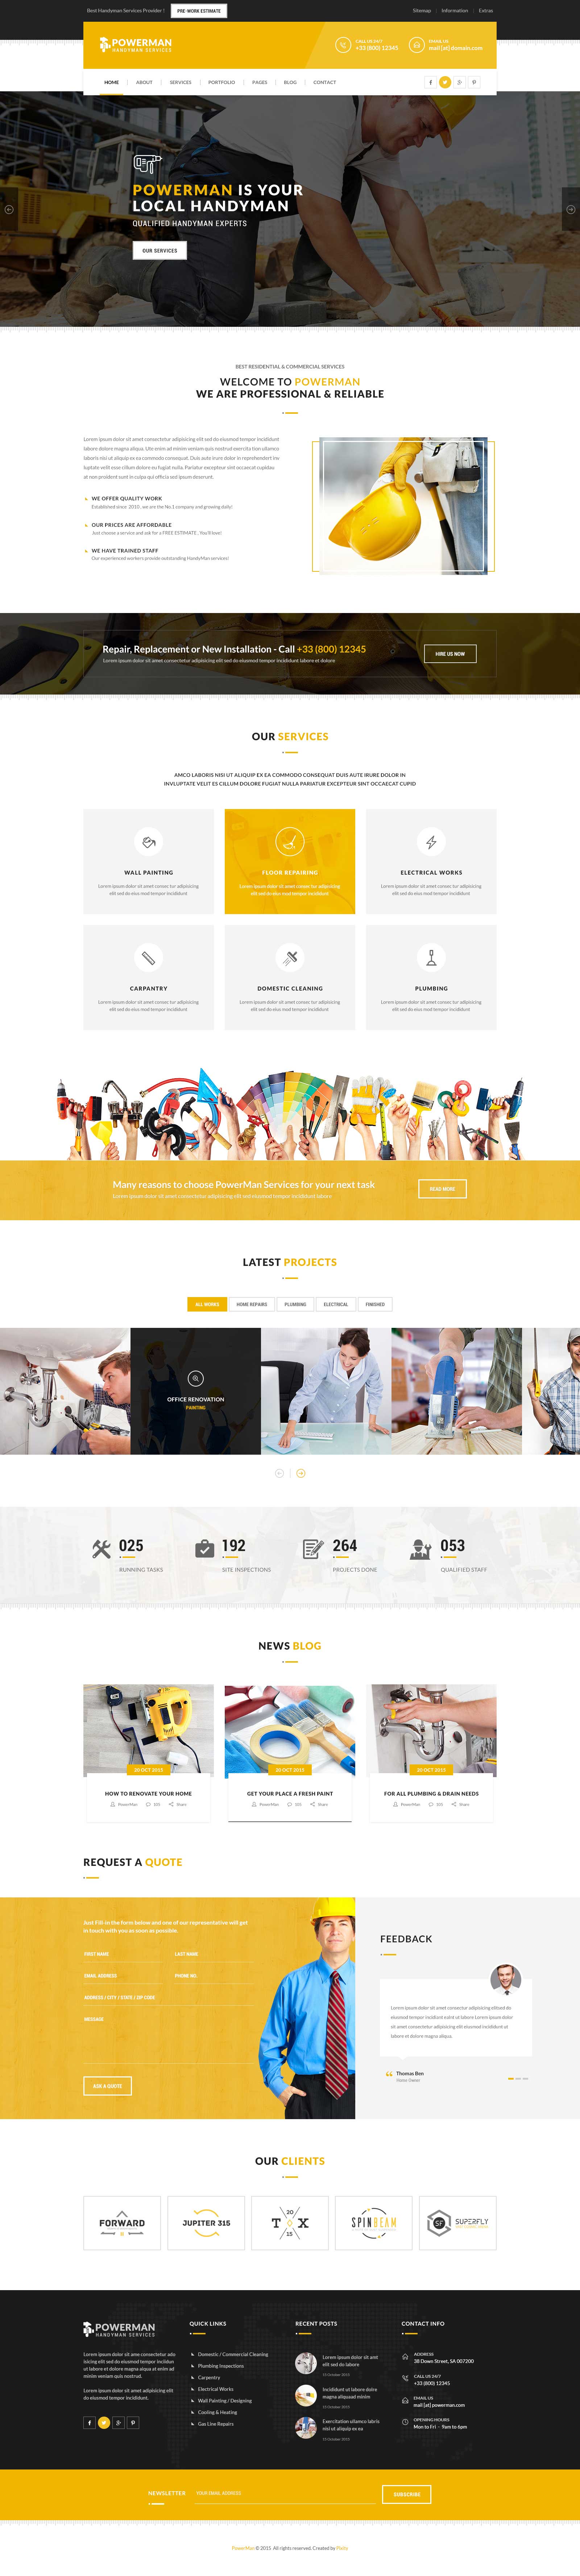 Best Handyman Services Provider !
PRE-WORK ESTIMATE
Sitemap | Information | Extras
POWERMAN
HANDYMAN SERVICES
CALL US 24/7
+33 (800) 12345
EMAIL US
mail [at] domain.com
HOME | ABOUT | SERVICES | PORTFOLIO | PAGES | BLOG | CONTACT
POWERMAN IS YOUR
LOCAL HANDYMAN
QUALIFIED HANDYMAN EXPERTS
OUR SERVICES
BEST RESIDENTIAL & COMMERCIAL SERVICES
WELCOME TO POWERMAN
WE ARE PROFESSIONAL & RELIABLE
Lorem ipsum dolor sit amet consectetur adipisicing elit sed do eiusmod tempor incididunt
labore et dolore magna aliqua. Ute enim ad minim veniam quis nostrud exercition ullamco
laboris nisi ut aliquip ex ea commodo consequat. Duis aute irure dolor in reprehenderit inv
luptate velit esse cillum dolore eu fugiat nulla. Pariatur excepteur sint occaecat cupidau
at non proident sunt in culpa qui officia sed ipsum deserunt.
WE OFFER QUALITY WORK
Established since 2010 , we are the No.1 company and growing daily!
OUR PRICES ARE AFFORDABLE
Just choose a service and ask for a FREE ESTIMATE , You'll love!
WE HAVE TRAINED STAFF
Our experienced workers provide outstanding HandyMan services!
Repair, Replacement or New Installation - Call +33 (800) 12345
Lorem ipsum dolor sit amet consectetur adipisicing elit sed eiusmod tempor incididunt labore et dolore
HIRE US NOW
OUR SERVICES
AMCO LABORIS NISI UT ALIQUIP EX EA COMMODO CONSEQUAT DUIS AUTE IRURE DOLOR IN
INVLUPTATE VELIT ES CILLUM DOLORE FUGIAT NULLA PARIATUR EXCEPTEUR SINT OCCAECAT CUPID
WALL PAINTING
Lorem ipsum dolor sit amet consec tur adipisicing
elit sed do eius mod tempor incididunt
FLOOR REPAIRING
Lorem ipsum dolor sit amet consec tur adipisicing
elit sed do eius mod tempor incididunt
ELECTRICAL WORKS
Lorem ipsum dolor sit amet consec tur adipisicing
elit sed do eius mod tempor incididunt
CARPANTRY
Lorem ipsum dolor sit amet consec tur adipisicing
elit sed do eius mod tempor incididunt
DOMESTIC CLEANING
Lorem ipsum dolor sit amet consec tur adipisicing
elit sed do eius mod tempor incididunt
PLUMBING
Lorem ipsum dolor sit amet consec tur adipisicing
elit sed do eius mod tempor incididunt
Many reasons to choose PowerMan Services for your next task
Lorem ipsum dolor sit amet consectetur adipisicing elit sed eiusmod tempor incididunt labore
READ MORE
LATEST PROJECTS
ALL WORKS
HOME REPAIRS
PLUMBING
ELECTRICAL
FINISHED
OFFICE RENOVATION
PAINTING
025
RUNNING TASKS
192
SITE INSPECTIONS
264
PROJECTS DONE
053
QUALIFIED STAFF
NEWS BLOG
20 OCT 2015
HOW TO RENOVATE YOUR HOME
PowerMan 101 Share
20 OCT 2015
GET YOUR PLACE A FRESH PAINT
PowerMan 101 Share
20 OCT 2015
FOR ALL PLUMBING & DRAIN NEEDS
PowerMan 101 Share
REQUEST A QUOTE
Just Fill-in the form below and one of our representative will get
in touch with you as soon as possible.
FIRST NAME
LAST NAME
EMAIL ADDRESS
PHONE NO.
ADDRESS / CITY / STATE / ZIP CODE
MESSAGE
ASK A QUOTE
FEEDBACK
Lorem ipsum dolor sit amet consectur adipisicing elitsed do
eiusmod tempor incidunt labore et dolore. Lorem ipsum dolor
sit amet consectetur adipisicing elit sed eiusmod incididunt ut
labore et dolore magna aliqua.
Thomas Ben
Home Owner
OUR CLIENTS
FORWARD
JUPITER 315
20
T X
15
SPINBEAM
SF SUPERFLY
POWERMAN
HANDYMAN SERVICES
Lorem ipsum dolor sit ame consectetur ado
isicing elit sed do eiusmod tempor incidun
ut labore et dolore magna aliqua et enim ad
minim veniam quis nostrud.
Lorem ipsum dolor sit amet adipisicing elit
do eiusmod tempor incididunt.
QUICK LINKS
Domestic / Commercial Cleaning
Plumbing Inspections
Carpentry
Electrical Works
Wall Painting / Designing
Cooling & Heating
Gas Line Repairs
RECENT POSTS
Lorem ipsum dolor sit amt
elit sed do labore
15 October 2015
Incididunt ut labore dolre
magna aliquaad minim
15 October 2015
Exercitation ullamco labris
nisi ut aliquip ex ea
15 October 2015
CONTACT INFO
ADDRESS
38 Down Street, SA 007200
CALL US 24/7
+33 (800) 12345
EMAIL US
mail [at] powerman.com
OPENING HOURS
Mon to Fri - 9am to 6pm
NEWSLETTER
YOUR EMAIL ADDRESS
SUBSCRIBE
PowerMan © 2015 All rights reserved. Created by